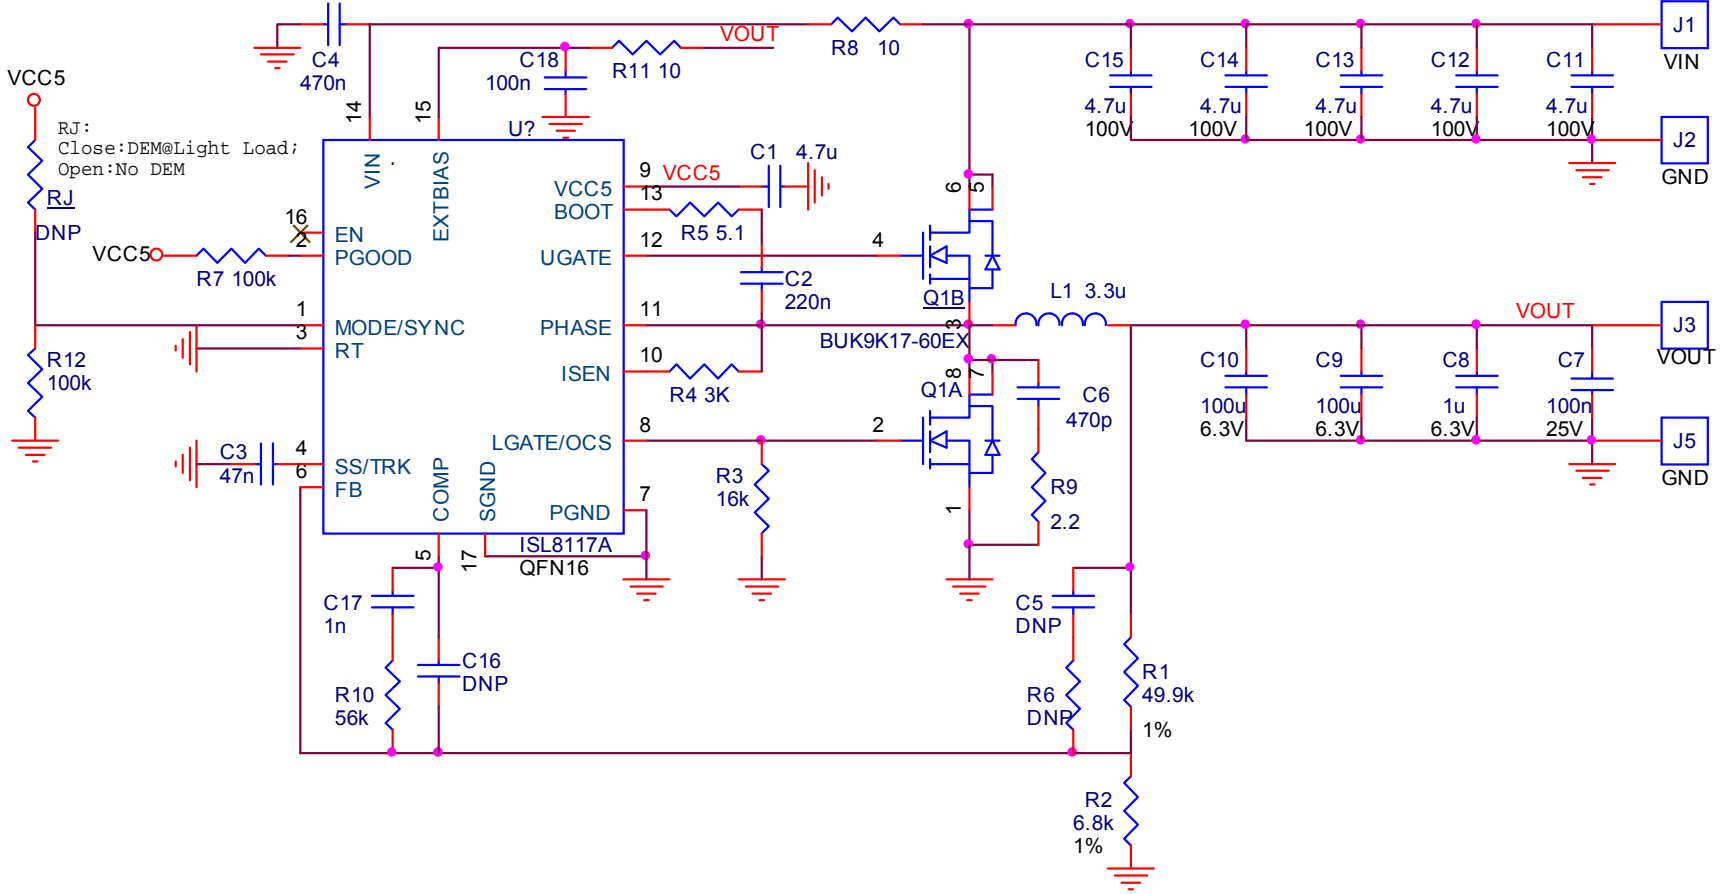 C4
470n
VOUT
R8 10
J1
VIN
C18
100n
R11 10
VCC5
RJ:
Close:DEM@Light Load;
Open:No DEM
RJ
DNP
14
15
U?
VIN
EXTBIAS
C1 4.7u
9 VCC5
VCC5
13
BOOT
R5 5.1
C15
4.7u
100V
C14
4.7u
100V
C13
4.7u
100V
C12
4.7u
100V
C11
4.7u
100V
J2
GND
6
5
16
EN
2
PGOOD
VCC5
R7 100k
12
UGATE
4
C2
220n
Q1B
L1 3.3u
1
MODE/SYNC
3
RT
11
PHASE
3
BUK9K17-60EX
VOUT
J3
VOUT
R12
100k
10
ISEN
R4 3K
8
7
Q1A
C6
470p
C10
100u
6.3V
C9
100u
6.3V
C8
1u
6.3V
C7
100n
25V
J5
GND
8
LGATE/OCS
2
C3
47n
4
SS/TRK
6
FB
COMP
SGND
7
PGND
R3
16k
R9
2.2
1
5
17
ISL8117A
QFN16
C17
1n
C16
DNP
R10
56k
C5
DNP
R6
DNP
R1
49.9k
1%
R2
6.8k
1%